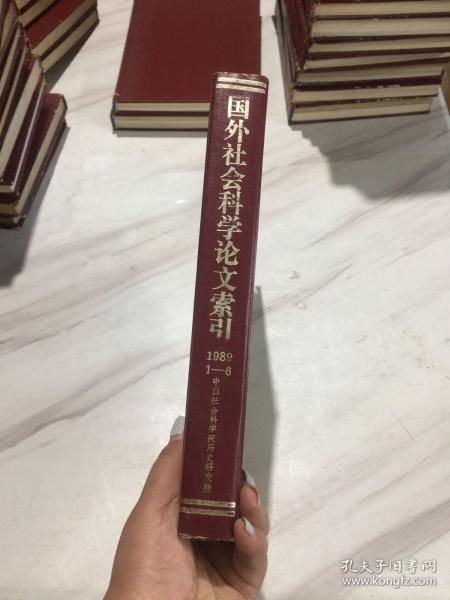 国外社会科学论文索引
1989
1—6
中国社会科学院历史研究所
孔夫子旧书网
www.kongfz.com